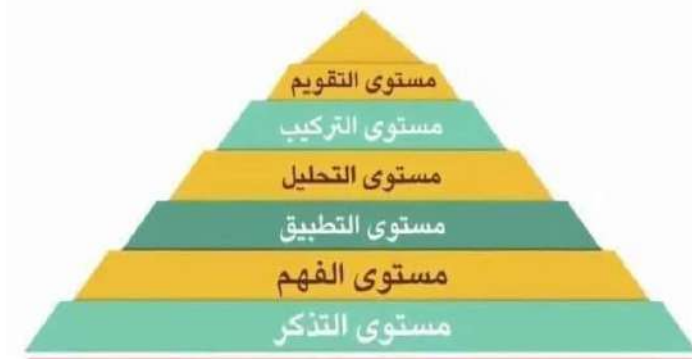 مستوى التقويم
مستوى التركيب
مستوى التحليل
مستوى التطبيق
مستوى الفهم
مستوى التذكر